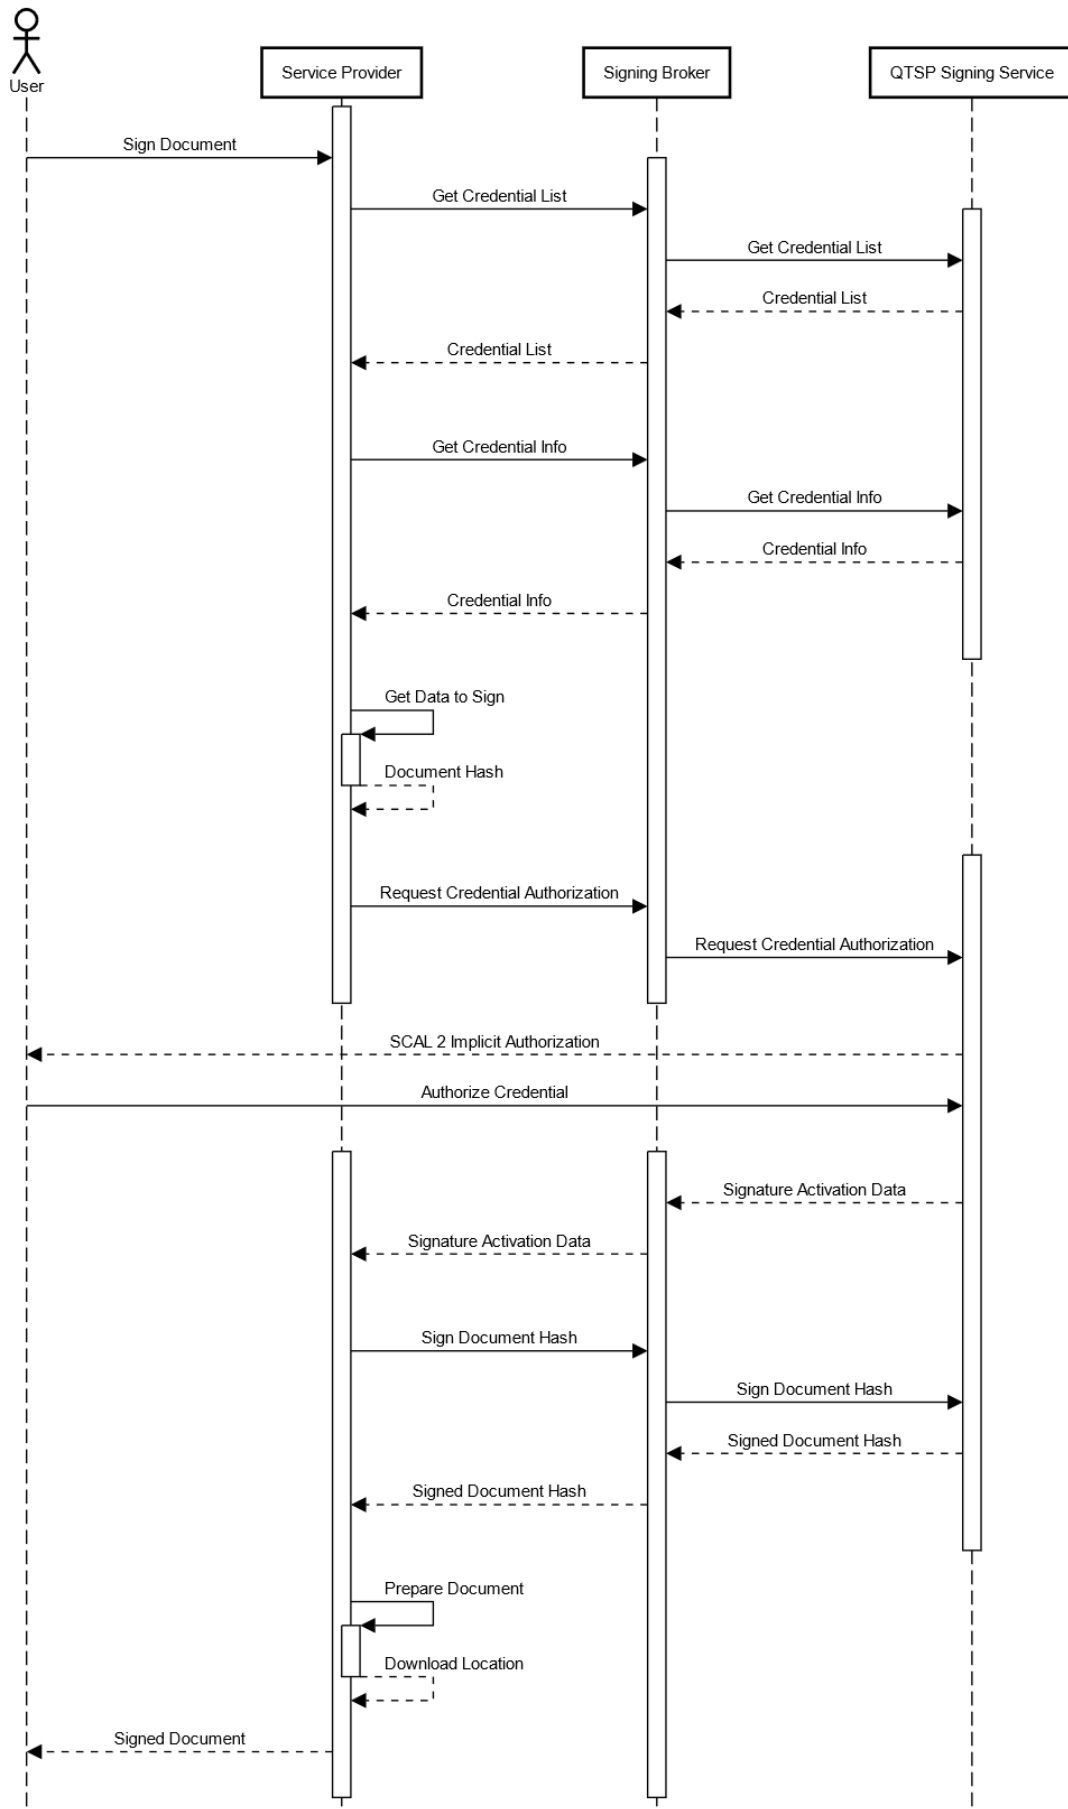 User
Service Provider
Signing Broker
QTSP Signing Service
Sign Document
Get Credential List
Get Credential List
Credential List
Credential List
Get Credential Info
Get Credential Info
Credential Info
Credential Info
Get Data to Sign
Document Hash
Request Credential Authorization
Request Credential Authorization
SCAL 2 Implicit Authorization
Authorize Credential
Signature Activation Data
Signature Activation Data
Sign Document Hash
Sign Document Hash
Signed Document Hash
Signed Document Hash
Prepare Document
Download Location
Signed Document